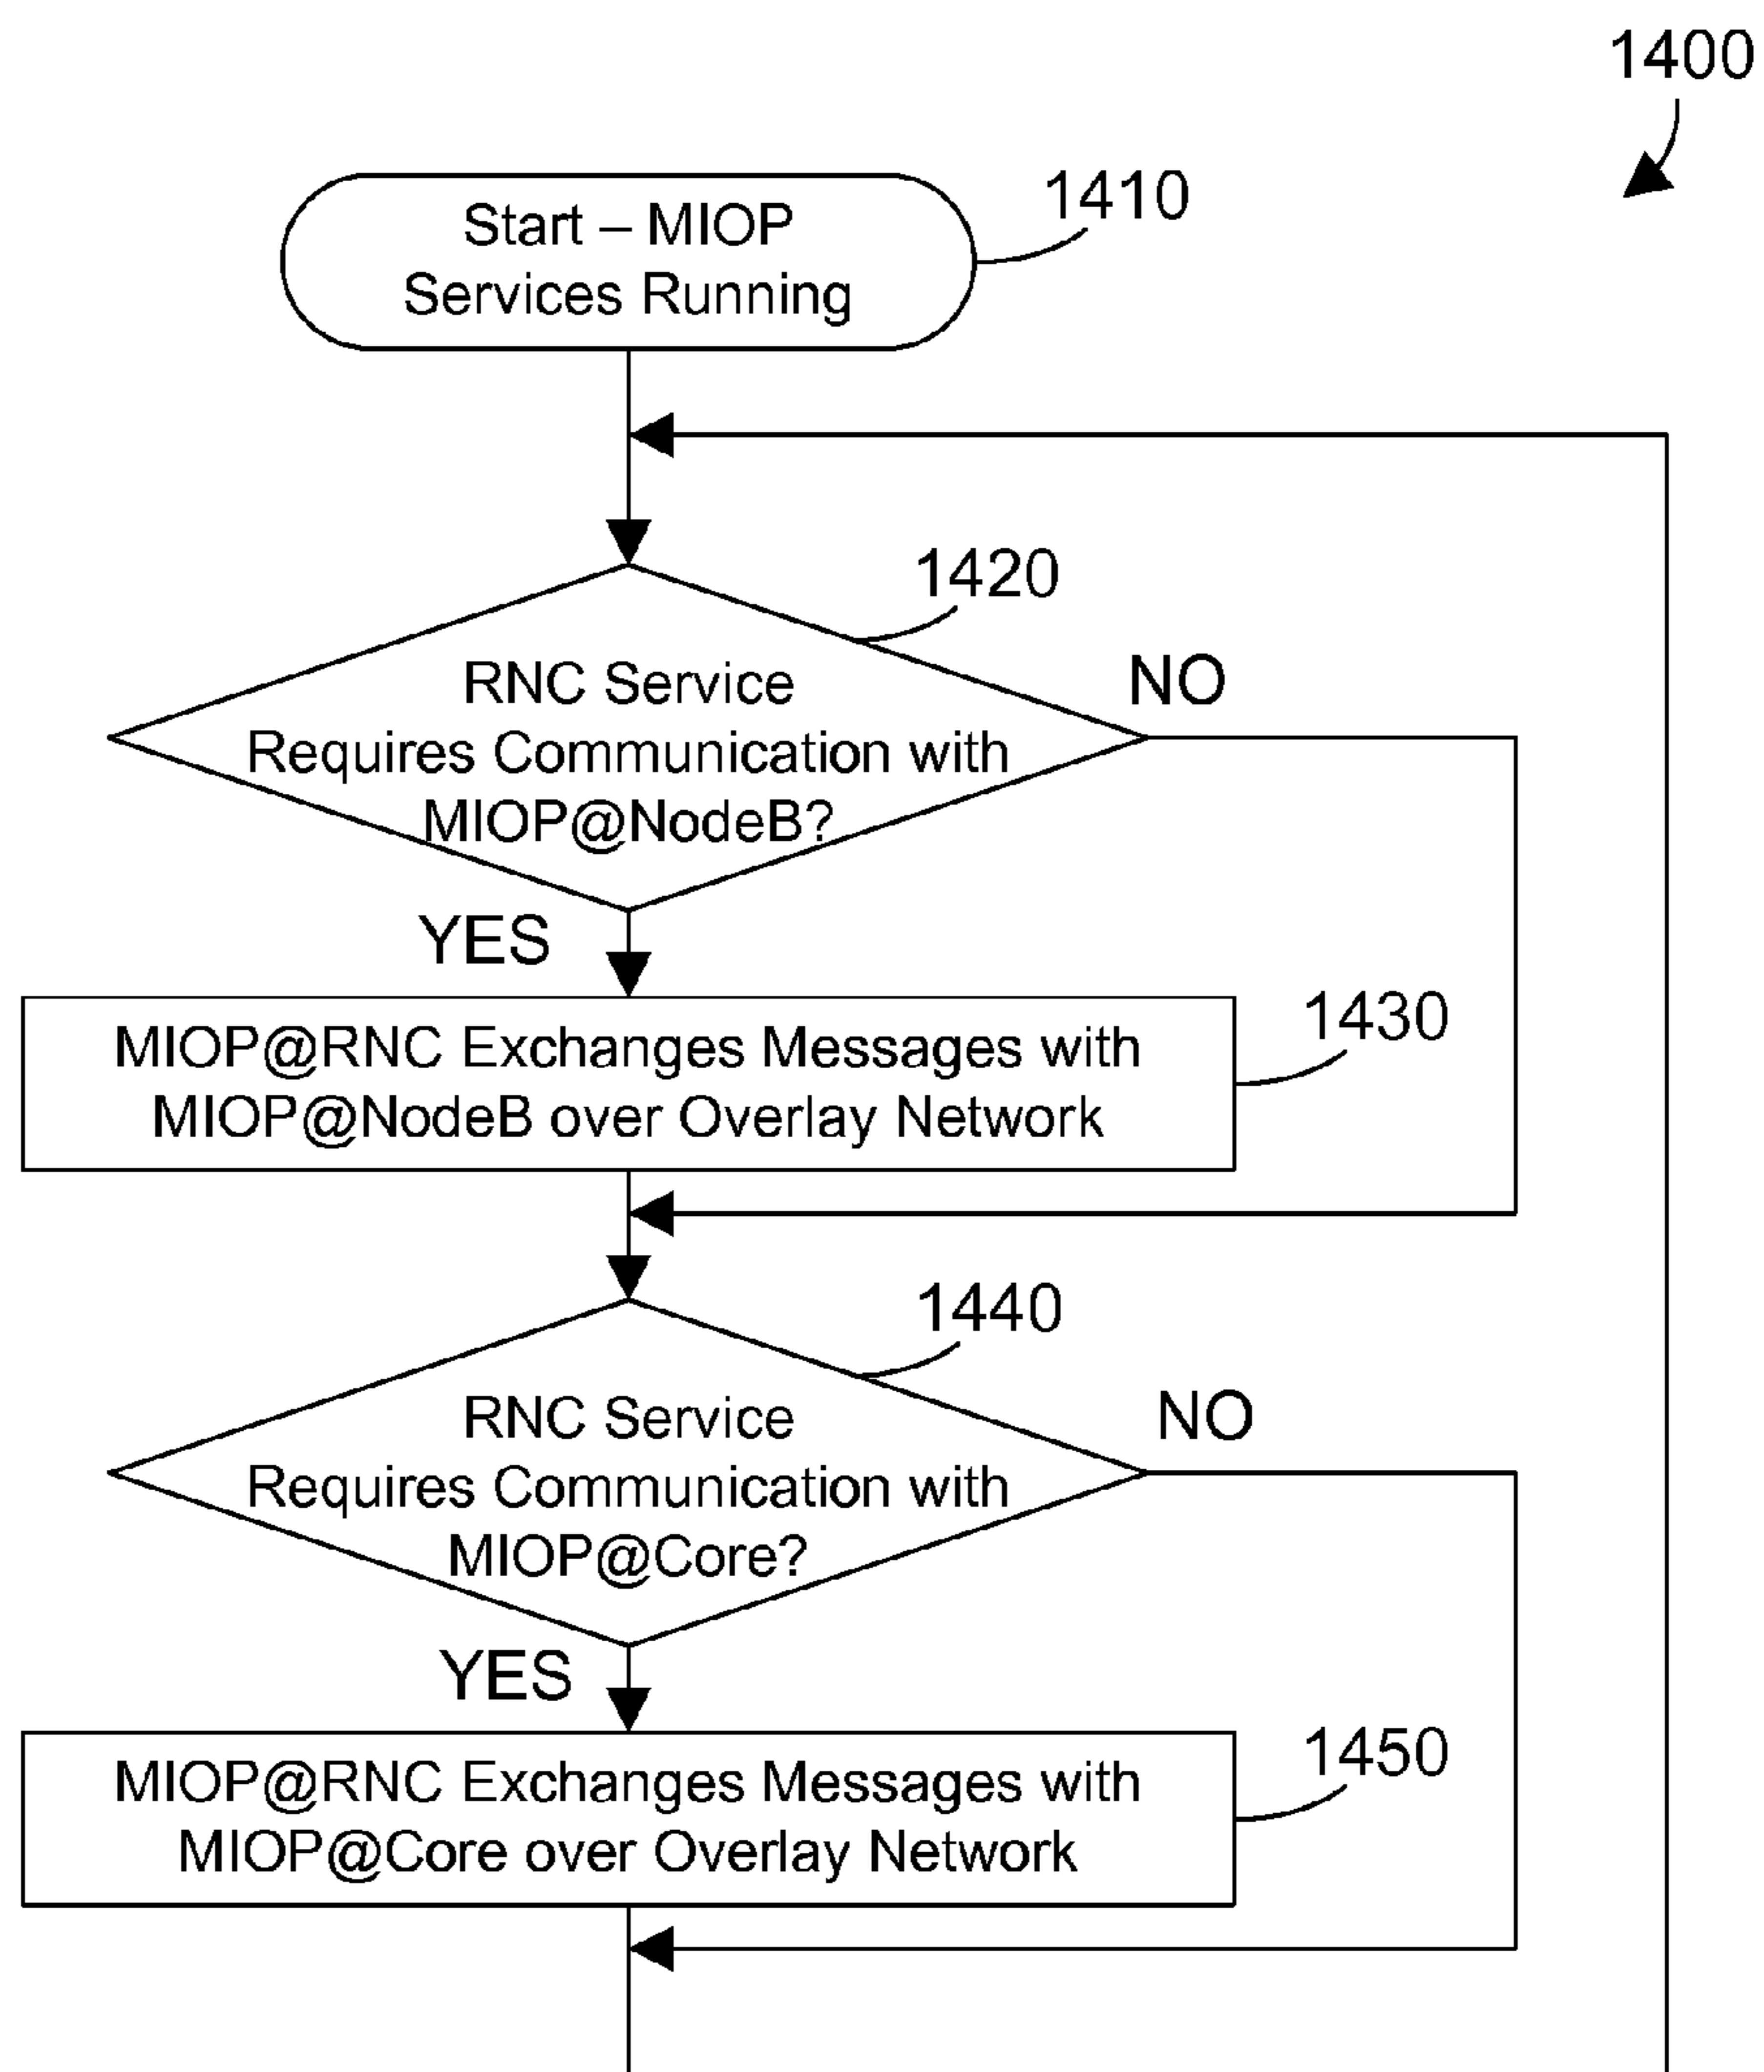 1400
Start – MIOP
Services Running
1410
1420
RNC Service
Requires Communication with
MIOP@NodeB?
NO
YES
MIOP@RNC Exchanges Messages with
MIOP@NodeB over Overlay Network
1430
1440
RNC Service
Requires Communication with
MIOP@Core?
NO
YES
MIOP@RNC Exchanges Messages with
MIOP@Core over Overlay Network
1450